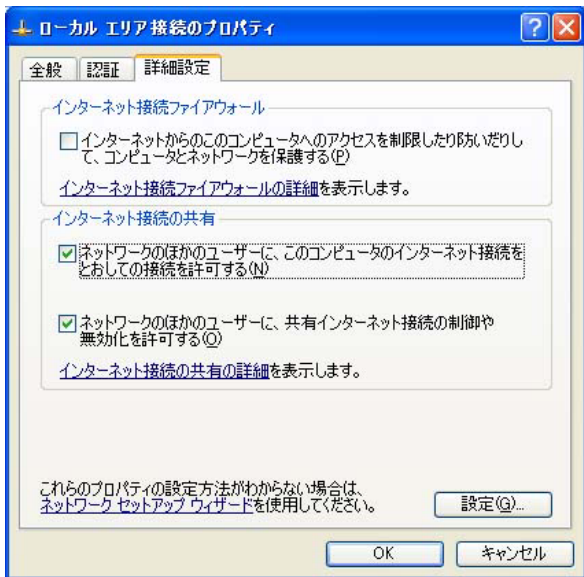 ローカル エリア接続のプロパティ
全般 認証 詳細設定
インターネット接続ファイアウォール
インターネットからのこのコンピュータへのアクセスを制限したり防いだりし
て、コンピュータとネットワークを保護する(P)
インターネット接続ファイアウォールの詳細を表示します。
インターネット接続の共有
ネットワークのほかのユーザーに、このコンピュータのインターネット接続を
とおしての接続を許可する(N)
ネットワークのほかのユーザーに、共有インターネット接続の制御や
無効化を許可する(O)
インターネット接続の共有の詳細を表示します。
これらのプロパティの設定方法がわからない場合は、
ネットワーク セットアップ ウィザードを使用してください。
設定(G)...
OK キャンセル